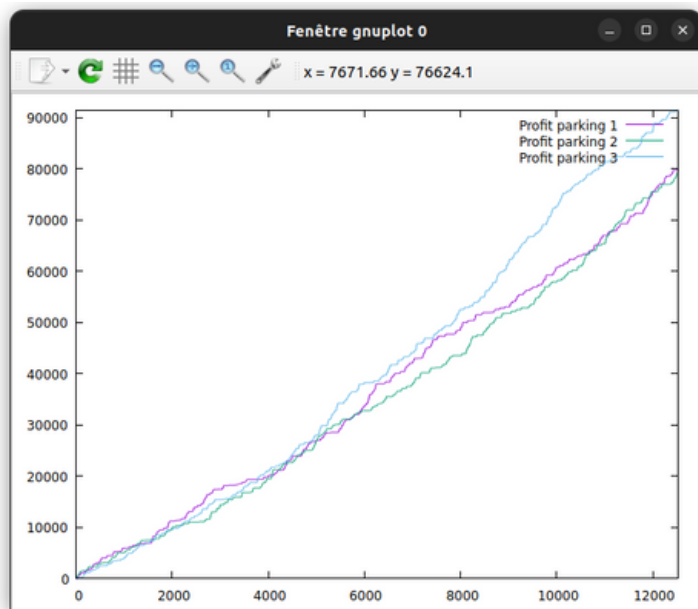 Fenêtre gnuplot 0
x = 7671.66 y = 76624.1
90000
Profit parking 1
Profit parking 2
Profit parking 3
80000
70000
60000
50000
40000
30000
20000
10000
0
0 2000 4000 6000 8000 10000 12000